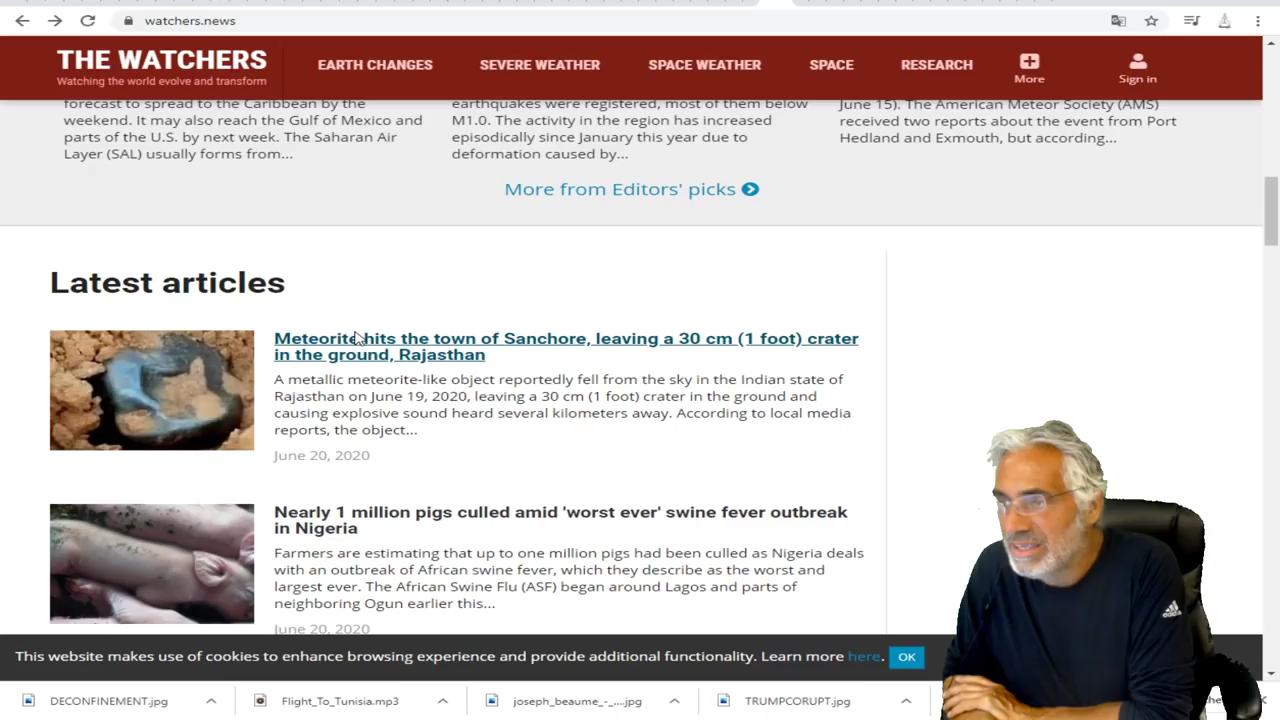 watchers.news
THE WATCHERS
Watching the world evolve and transform
EARTH CHANGES
SEVERE WEATHER
SPACE WEATHER
SPACE
RESEARCH
More
Sign in
forecast to spread to the Caribbean by the
weekend. It may also reach the Gulf of Mexico and
parts of the U.S. by next week. The Saharan Air
Layer (SAL) usually forms from...
earthquakes were registered, most of them below
M1.0. The activity in the region has increased
episodically since January this year due to
deformation caused by...
June 15). The American Meteor Society (AMS)
received two reports about the event from Port
Hedland and Exmouth, but according...
More from Editors' picks
Latest articles
Meteorite hits the town of Sanchore, leaving a 30 cm (1 foot) crater
in the ground, Rajasthan
A metallic meteorite-like object reportedly fell from the sky in the Indian state of
Rajasthan on June 19, 2020, leaving a 30 cm (1 foot) crater in the ground and
causing explosive sound heard several kilometers away. According to local media
reports, the object...
June 20, 2020
Nearly 1 million pigs culled amid 'worst ever' swine fever outbreak
in Nigeria
Farmers are estimating that up to one million pigs had been culled as Nigeria deals
with an outbreak of African swine fever, which they describe as the worst and
largest ever. The African Swine Flu (ASF) began around Lagos and parts of
neighboring Ogun earlier this...
June 20, 2020
This website makes use of cookies to enhance browsing experience and provide additional functionality. Learn more here.
OK
adidas
DECONFINEMENT.jpg
Flight_To_Tunisia.mp3
joseph_beaume_-_....jpg
TRUMPCORUPT.jpg